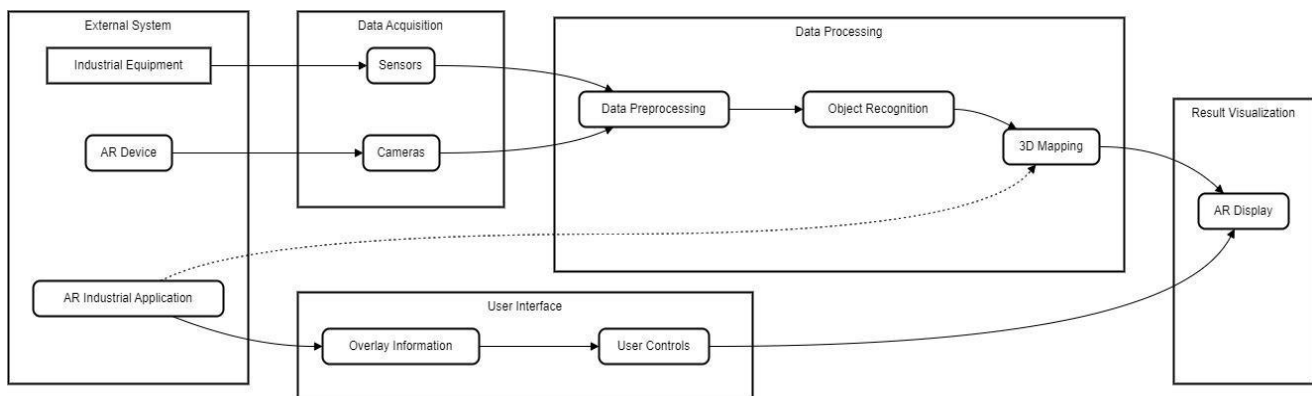 External System
Industrial Equipment
AR Device
AR Industrial Application
Data Acquisition
Sensors
Cameras
Data Processing
Data Preprocessing
Object Recognition
3D Mapping
User Interface
Overlay Information
User Controls
Result Visualization
AR Display